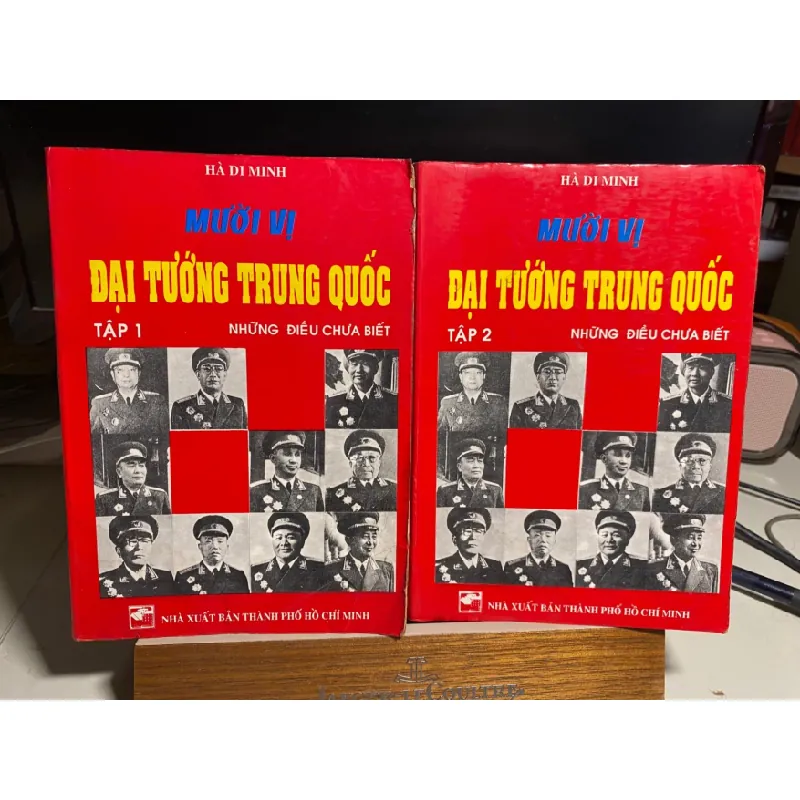 HÀ DI MINH
MƯỜI VỊ
ĐẠI TƯỚNG TRUNG QUỐC
TẬP 1 NHỮNG ĐIỀU CHƯA BIẾT
NHÀ XUẤT BẢN THÀNH PHỐ HỒ CHÍ MINH
HÀ DI MINH
MƯỜI VỊ
ĐẠI TƯỚNG TRUNG QUỐC
TẬP 2 NHỮNG ĐIỀU CHƯA BIẾT
NHÀ XUẤT BẢN THÀNH PHỐ HỒ CHÍ MINH